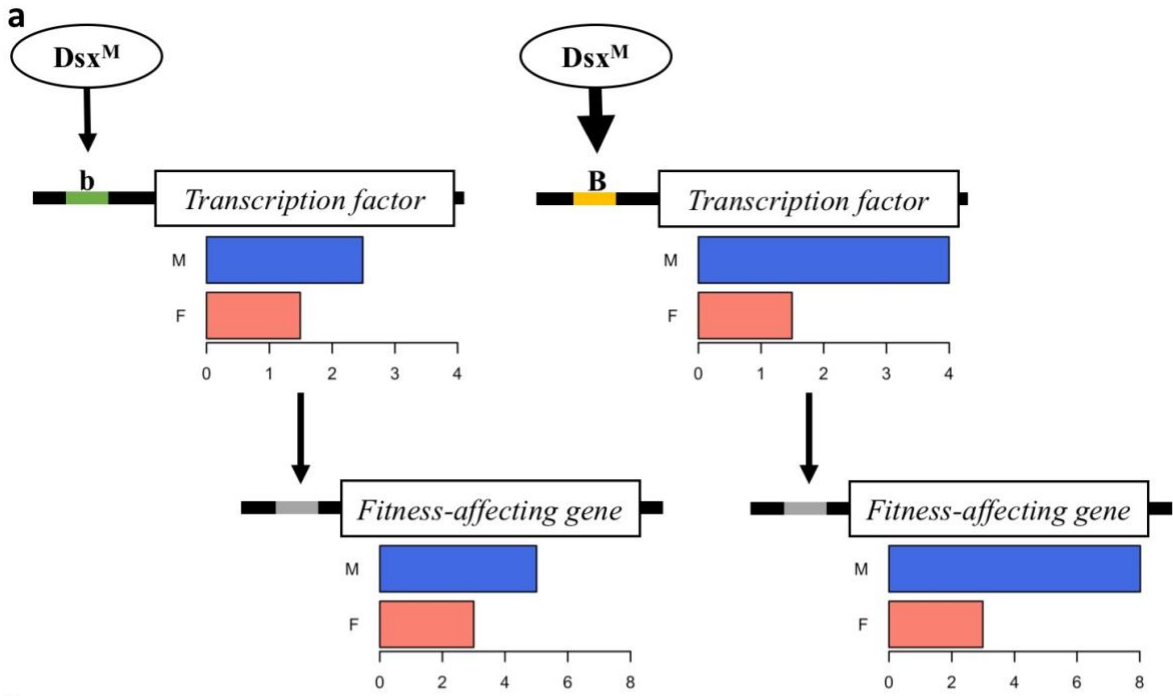 a
Dsxᴹ
Dsxᴹ
b
B
Transcription factor
Transcription factor
M
M
F
F
0 1 2 3 4
0 1 2 3 4
Fitness-affecting gene
Fitness-affecting gene
M
M
F
F
0 2 4 6 8
0 2 4 6 8